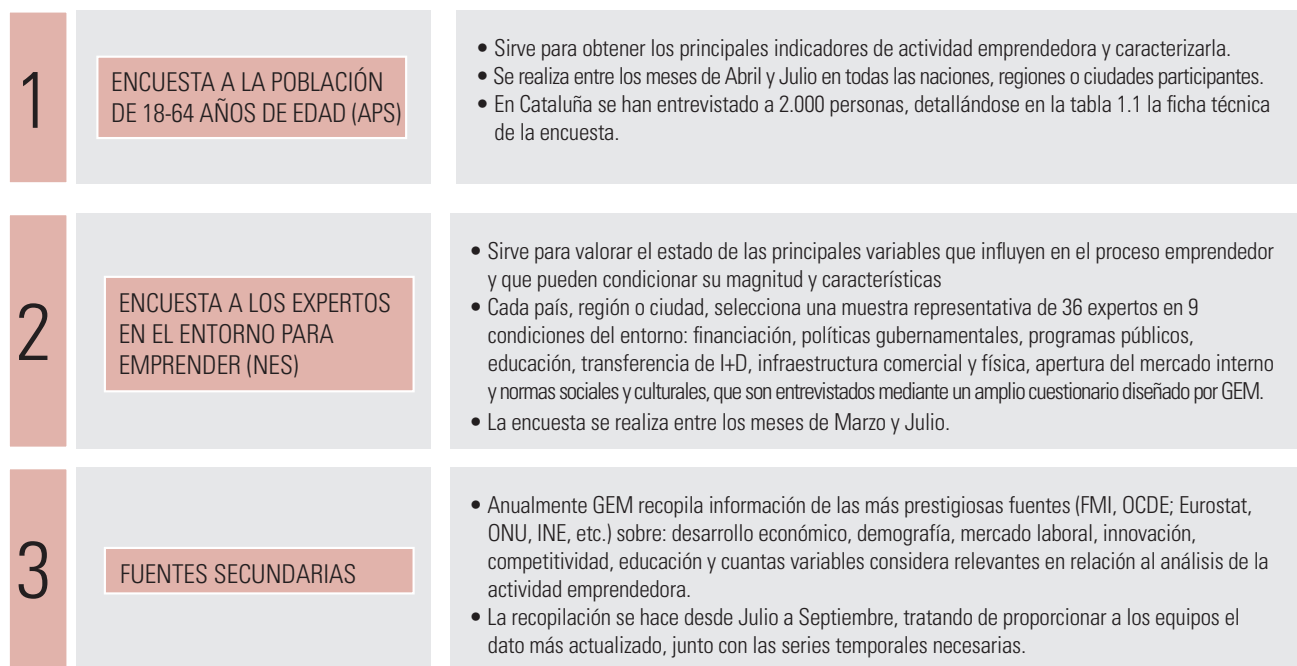 1
ENCUESTA A LA POBLACIÓN
DE 18-64 AÑOS DE EDAD (APS)
• Sirve para obtener los principales indicadores de actividad emprendedora y caracterizarla.
• Se realiza entre los meses de Abril y Julio en todas las naciones, regiones o ciudades participantes.
• En Cataluña se han entrevistado a 2.000 personas, detallándose en la tabla 1.1 la ficha técnica
de la encuesta.
2
ENCUESTA A LOS EXPERTOS
EN EL ENTORNO PARA
EMPRENDER (NES)
• Sirve para valorar el estado de las principales variables que influyen en el proceso emprendedor
y que pueden condicionar su magnitud y características
• Cada país, región o ciudad, selecciona una muestra representativa de 36 expertos en 9
condiciones del entorno: financiación, políticas gubernamentales, programas públicos,
educación, transferencia de I+D, infraestructura comercial y física, apertura del mercado interno
y normas sociales y culturales, que son entrevistados mediante un amplio cuestionario diseñado por GEM.
• La encuesta se realiza entre los meses de Marzo y Julio.
3
FUENTES SECUNDARIAS
• Anualmente GEM recopila información de las más prestigiosas fuentes (FMI, OCDE; Eurostat,
ONU, INE, etc.) sobre: desarrollo económico, demografía, mercado laboral, innovación,
competitividad, educación y cuantas variables considera relevantes en relación al análisis de la
actividad emprendedora.
• La recopilación se hace desde Julio a Septiembre, tratando de proporcionar a los equipos el
dato más actualizado, junto con las series temporales necesarias.